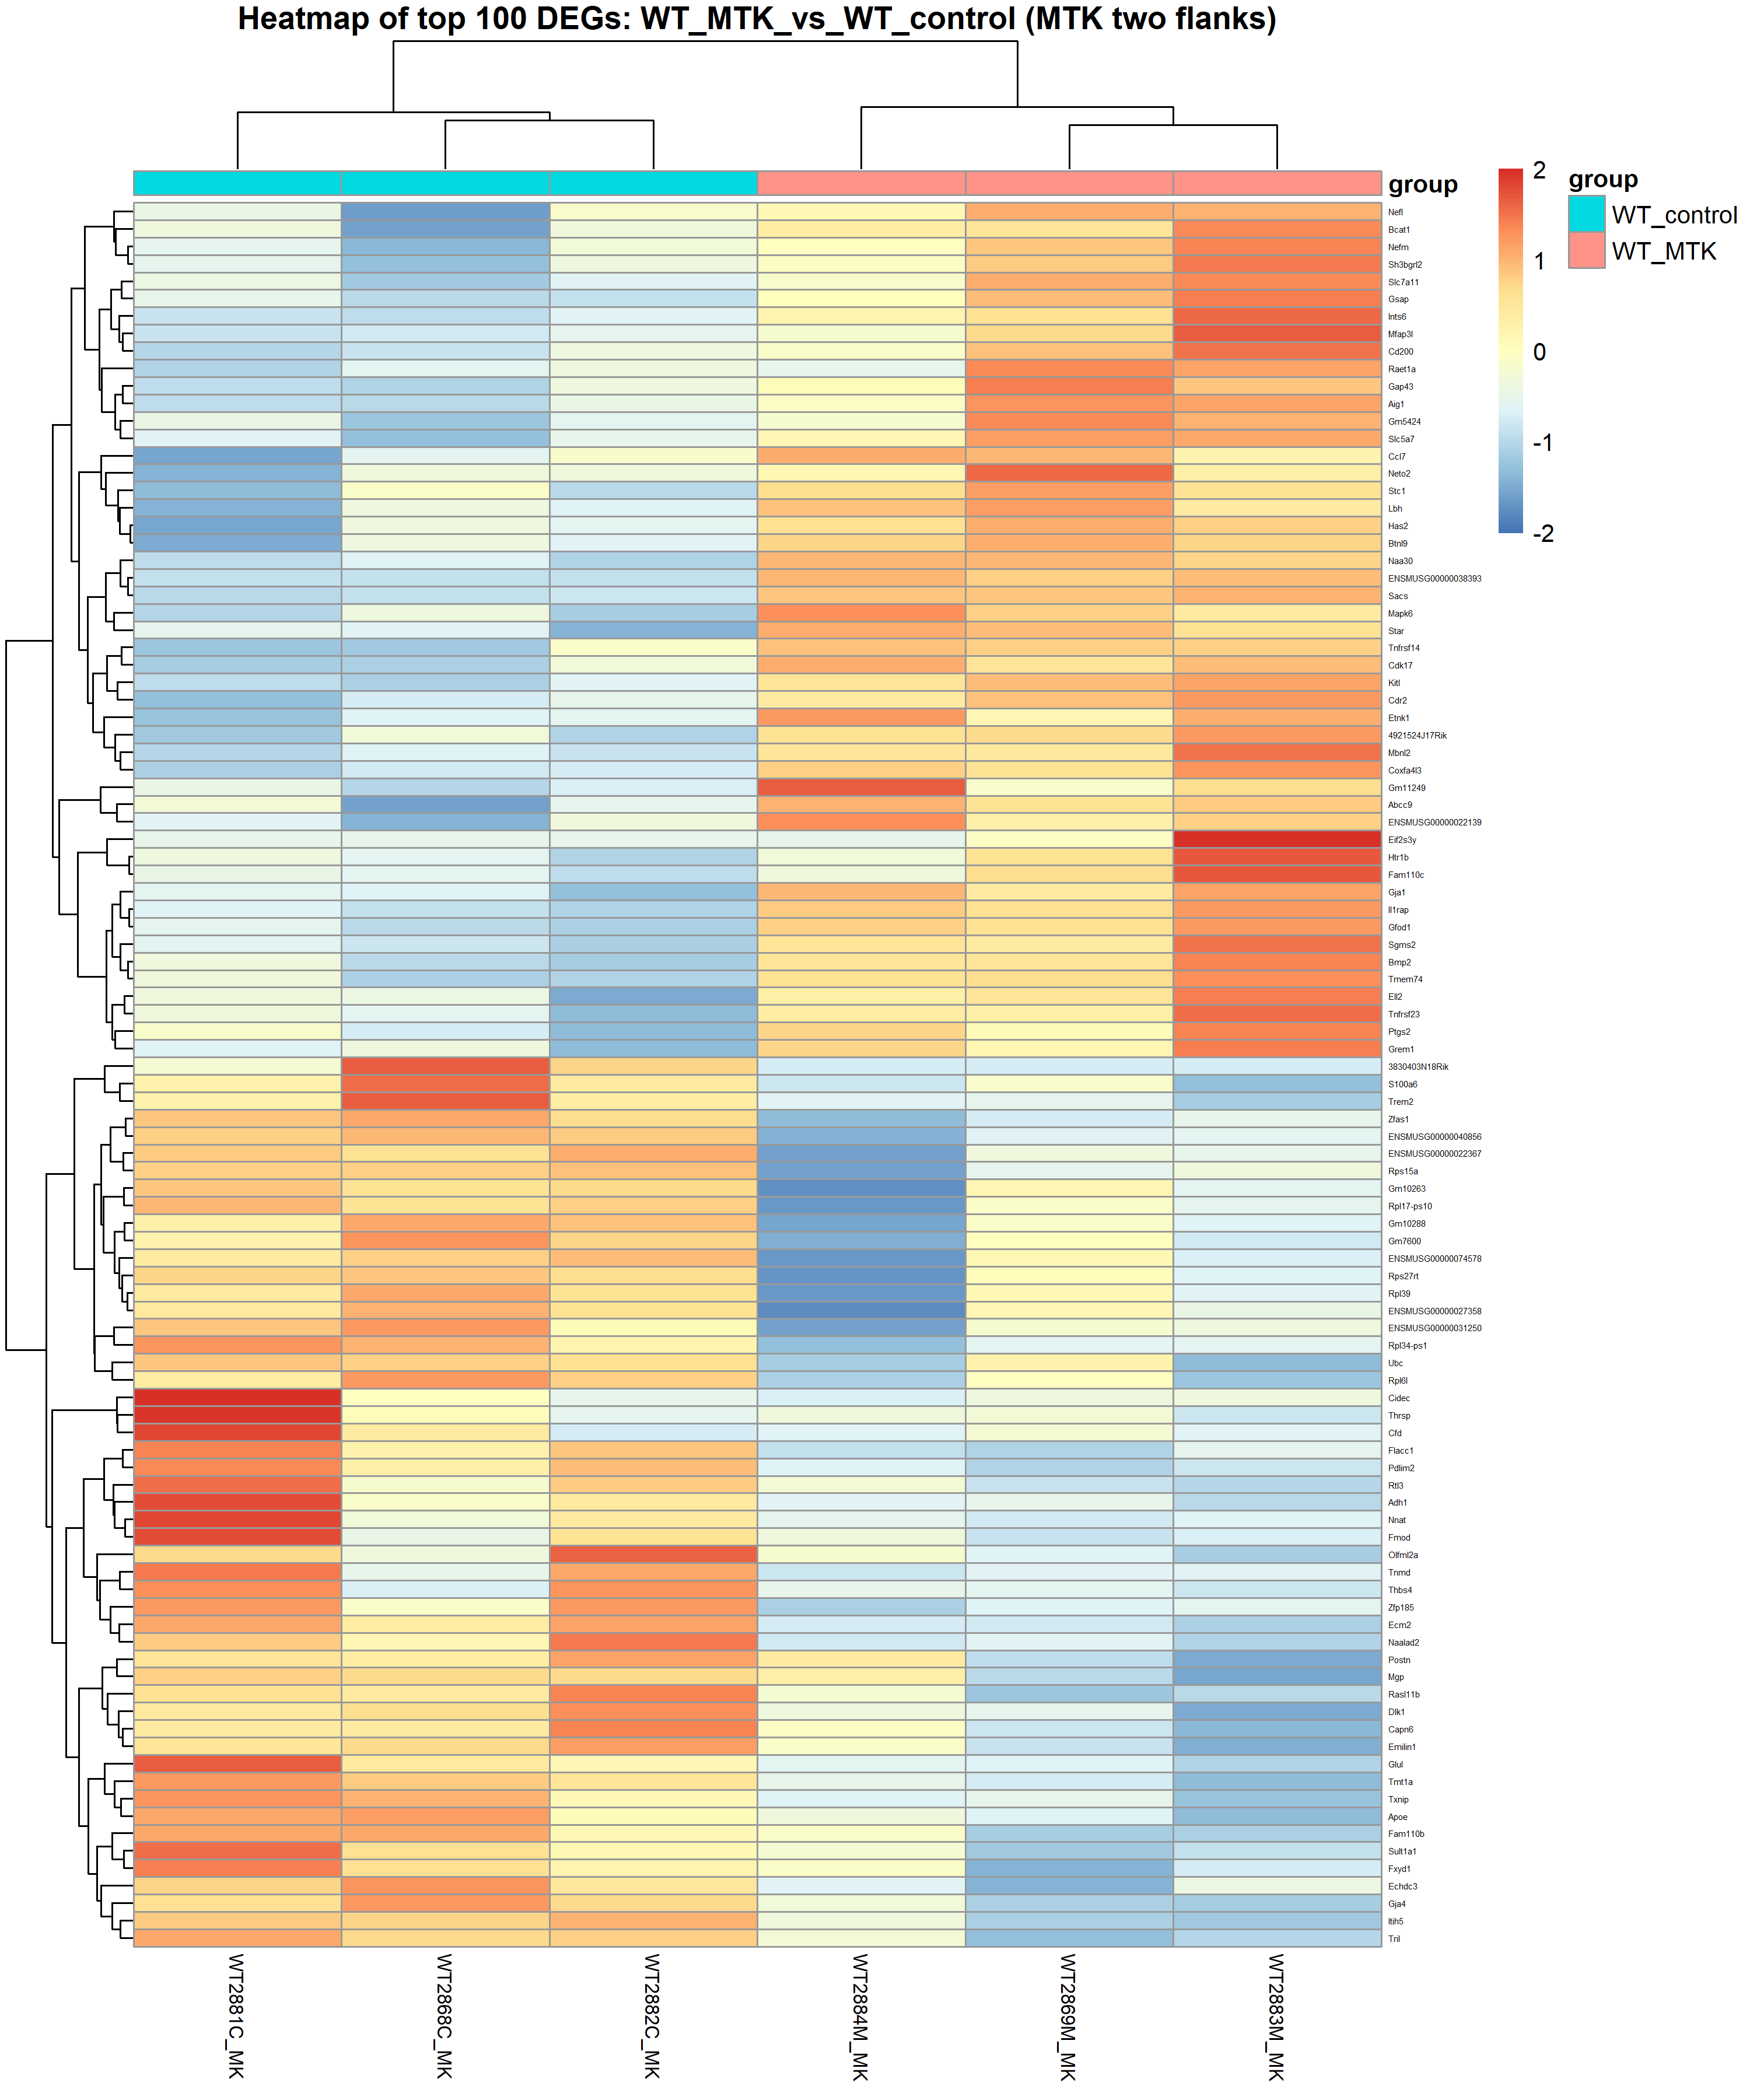 Heatmap of top 100 DEGs: WT_MTK_vs_WT_control (MTK two flanks)
group
2
1
0
-1
-2
group
WT_control
WT_MTK
Nefl
Bcat1
Nefm
Sh3bgrl2
Slc7a11
Gsap
Ints6
Mfap3l
Cd200
Raet1a
Gap43
Aig1
Gm5424
Slc5a7
Ccl7
Neto2
Stc1
Lbh
Has2
Btnl9
Naa30
ENSMUSG00000038393
Sacs
Mapk6
Star
Tnfrsf14
Cdk17
Kitl
Cdr2
Etnk1
4921524J17Rik
Mbnl2
Coxfa4l3
Gm11249
Abcc9
ENSMUSG00000022139
Eif2s3y
Htr1b
Fam110c
Gja1
Il1rap
Gfod1
Sgms2
Bmp2
Tmem74
Ell2
Tnfrsf23
Ptgs2
Grem1
3830403N18Rik
S100a6
Trem2
Zfas1
ENSMUSG00000040856
ENSMUSG00000022367
Rps15a
Gm10263
Rpl17-ps10
Gm10288
Gm7600
ENSMUSG00000074578
Rps27rt
Rpl39
ENSMUSG00000027358
ENSMUSG00000031250
Rpl34-ps1
Ubc
Rpl6l
Cidec
Thrsp
Cfd
Flacc1
Pdlim2
Rtl3
Adh1
Nnat
Fmod
Olfml2a
Tnmd
Thbs4
Zfp185
Ecm2
Naalad2
Postn
Mgp
Rasl11b
Dlk1
Capn6
Emilin1
Glul
Tmt1a
Txnip
Apoe
Fam110b
Sult1a1
Fxyd1
Echdc3
Gja4
Itih5
Tril
WT2881C_MK
WT2868C_MK
WT2882C_MK
WT2884M_MK
WT2869M_MK
WT2883M_MK